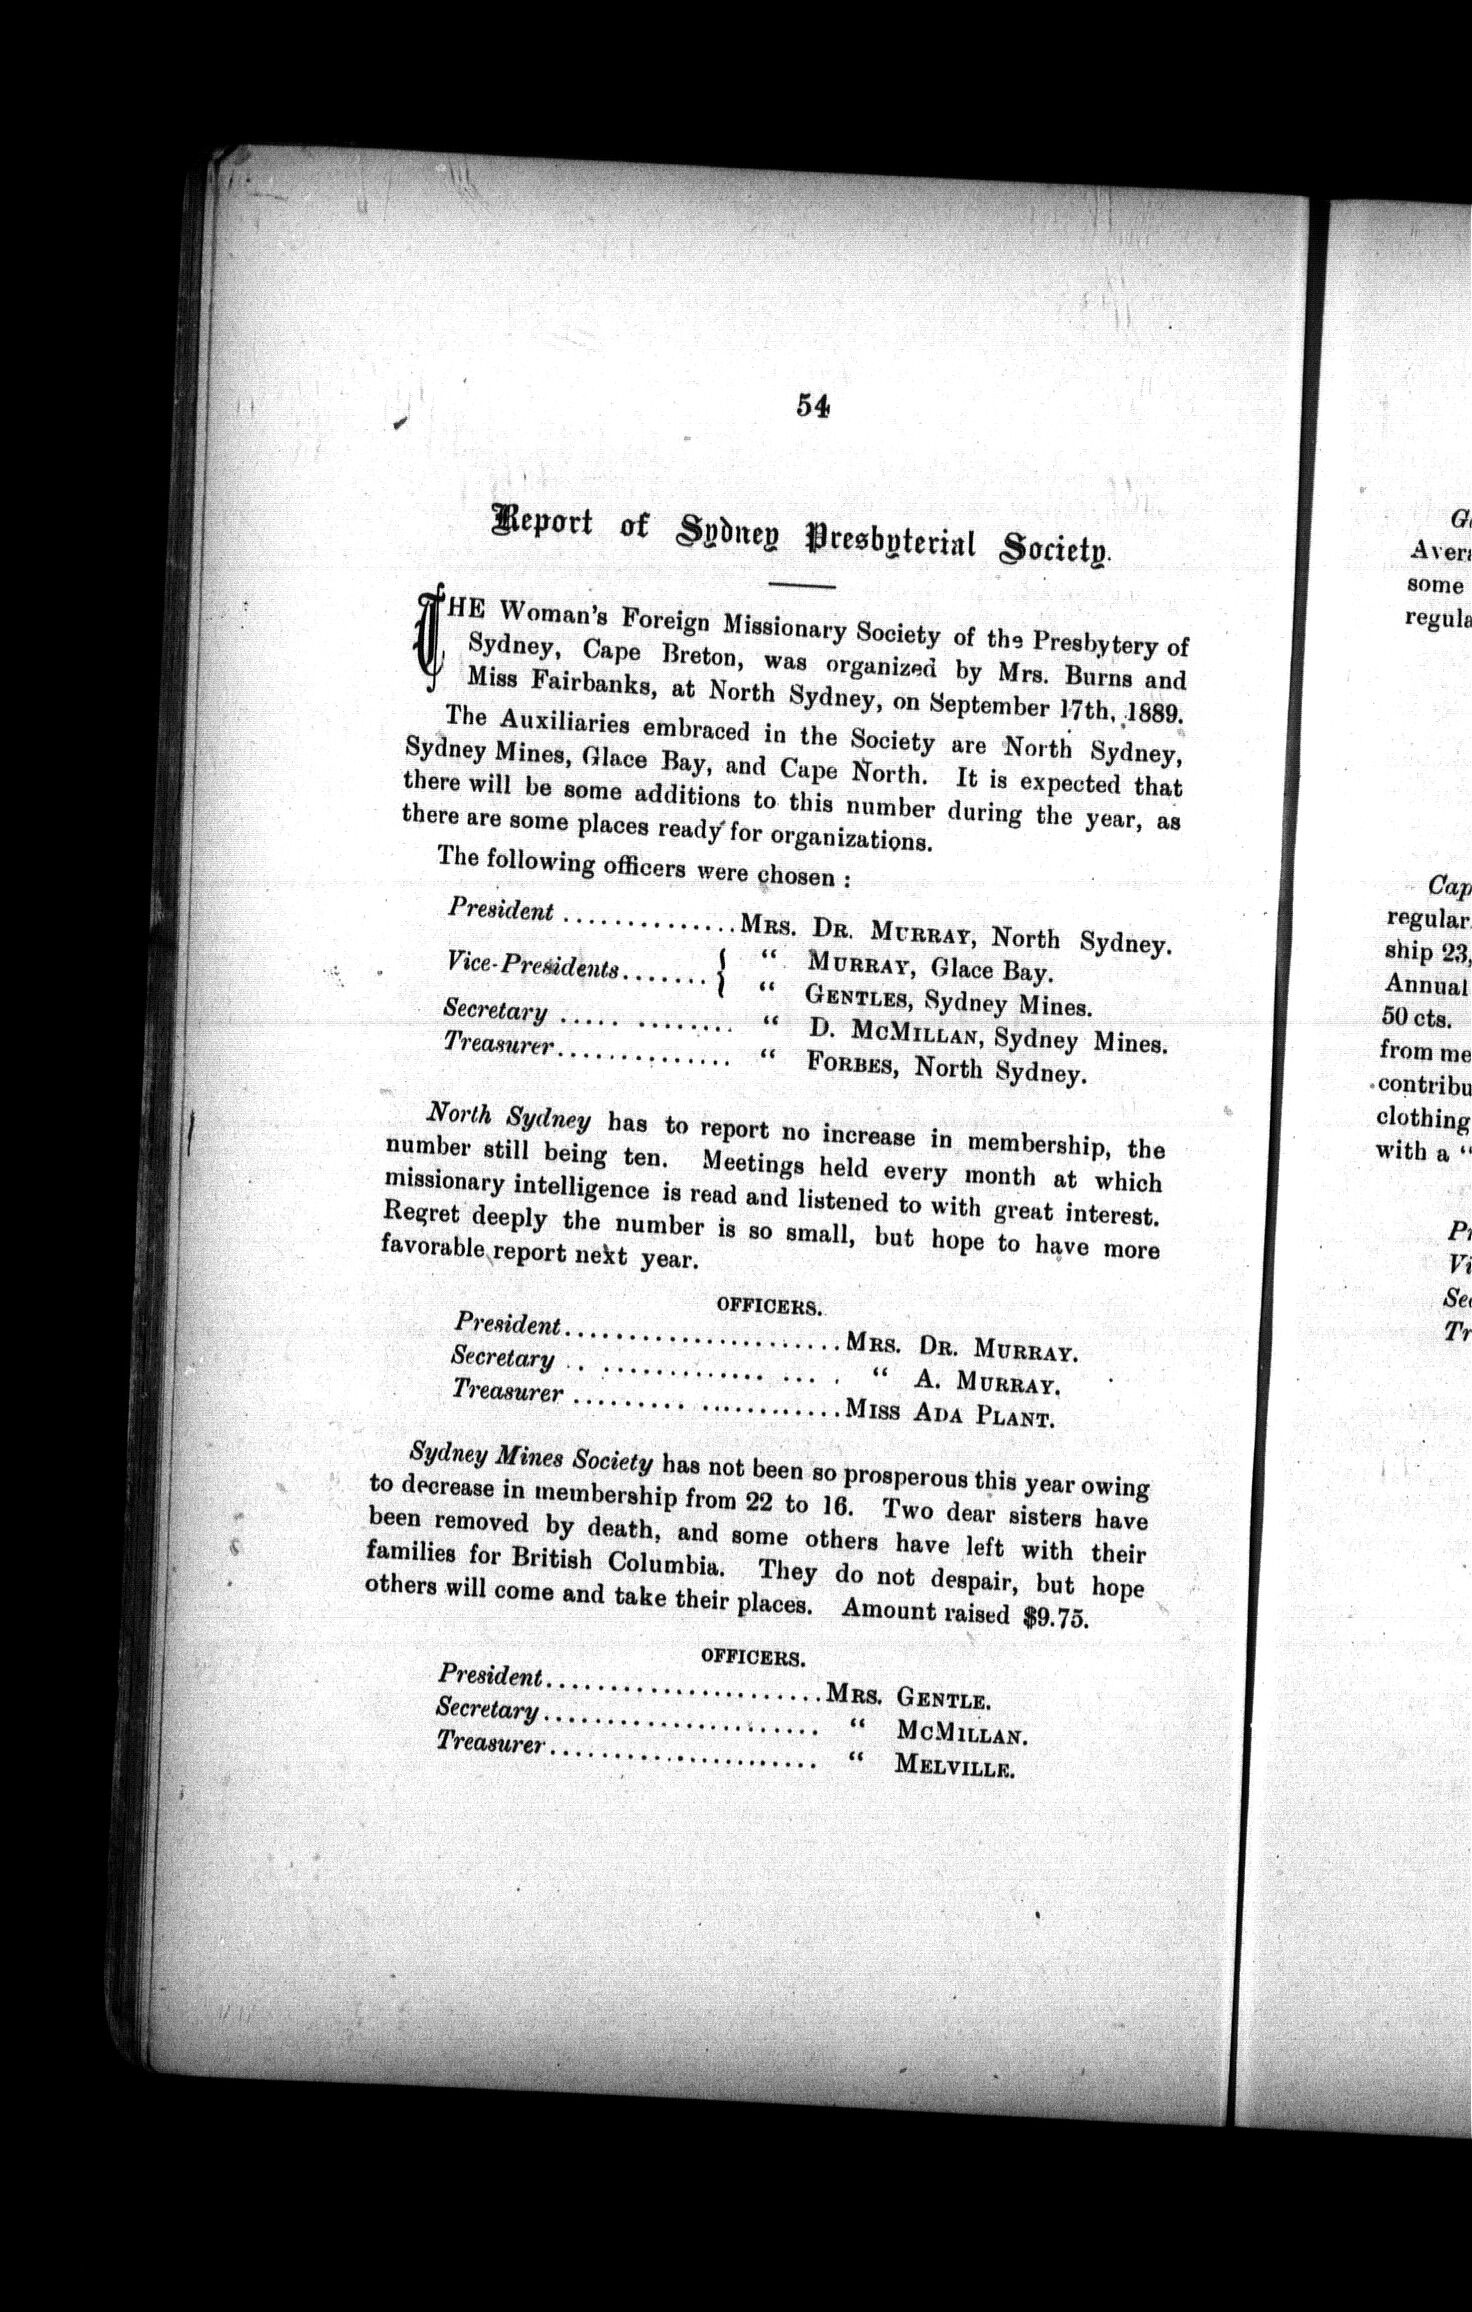 54
Report of Sydney Presbyterial Society.
THE Woman's Foreign Missionary Society of the Presbytery of
Sydney, Cape Breton, was organized by Mrs. Burns and
Miss Fairbanks, at North Sydney, on September 17th, 1889.
The Auxiliaries embraced in the Society are North Sydney,
Sydney Mines, Glace Bay, and Cape North. It is expected that
there will be some additions to this number during the year, as
there are some places ready for organizations.
The following officers were chosen :
President .............. MRS. DR. MURRAY, North Sydney.
Vice-Presidents....... { " MURRAY, Glace Bay.
" GENTLES, Sydney Mines.
Secretary ..... ........ " D. MCMILLAN, Sydney Mines.
Treasurer.............. " FORBES, North Sydney.
North Sydney has to report no increase in membership, the
number still being ten. Meetings held every month at which
missionary intelligence is read and listened to with great interest.
Regret deeply the number is so small, but hope to have more
favorable report next year.
OFFICERS.
President......................MRS. DR. MURRAY.
Secretary .. ............. .... " A. MURRAY.
Treasurer ......... ...........MISS ADA PLANT.
Sydney Mines Society has not been so prosperous this year owing
to decrease in membership from 22 to 16. Two dear sisters have
been removed by death, and some others have left with their
families for British Columbia. They do not despair, but hope
others will come and take their places. Amount raised $9.75.
OFFICERS.
President......................MRS. GENTLE.
Secretary...................... " MCMILLAN.
Treasurer...................... " MELVILLE.
some
regular
ship 23,
Annual
50 cts.
from me
clothing
with a "